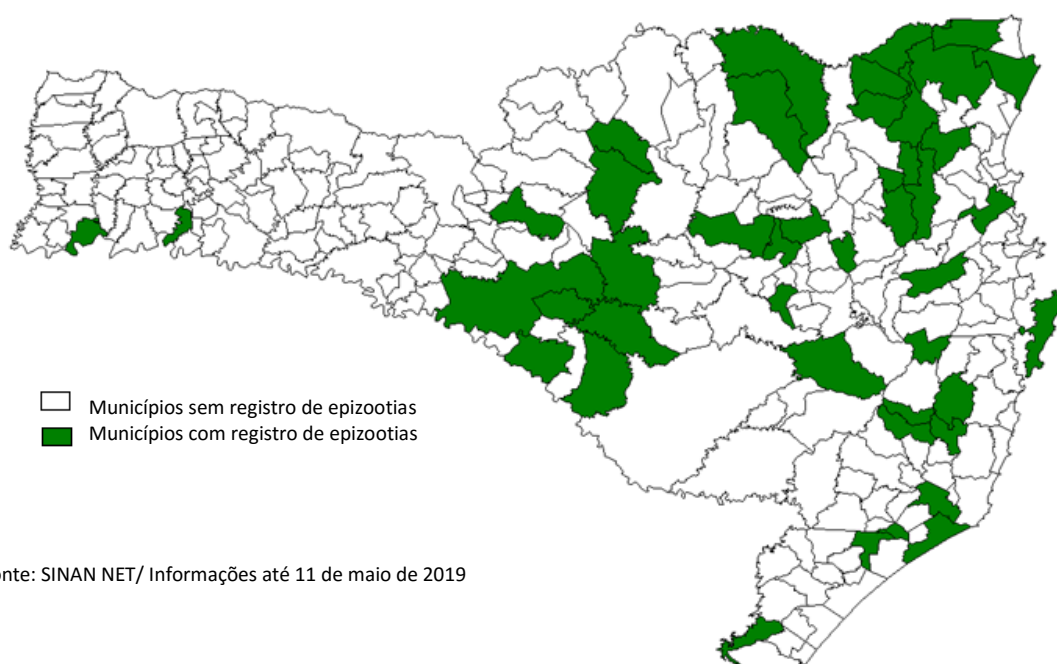 Municípios sem registro de epizootias
Municípios com registro de epizootias
onte: SINAN NET/ Informações até 11 de maio de 2019